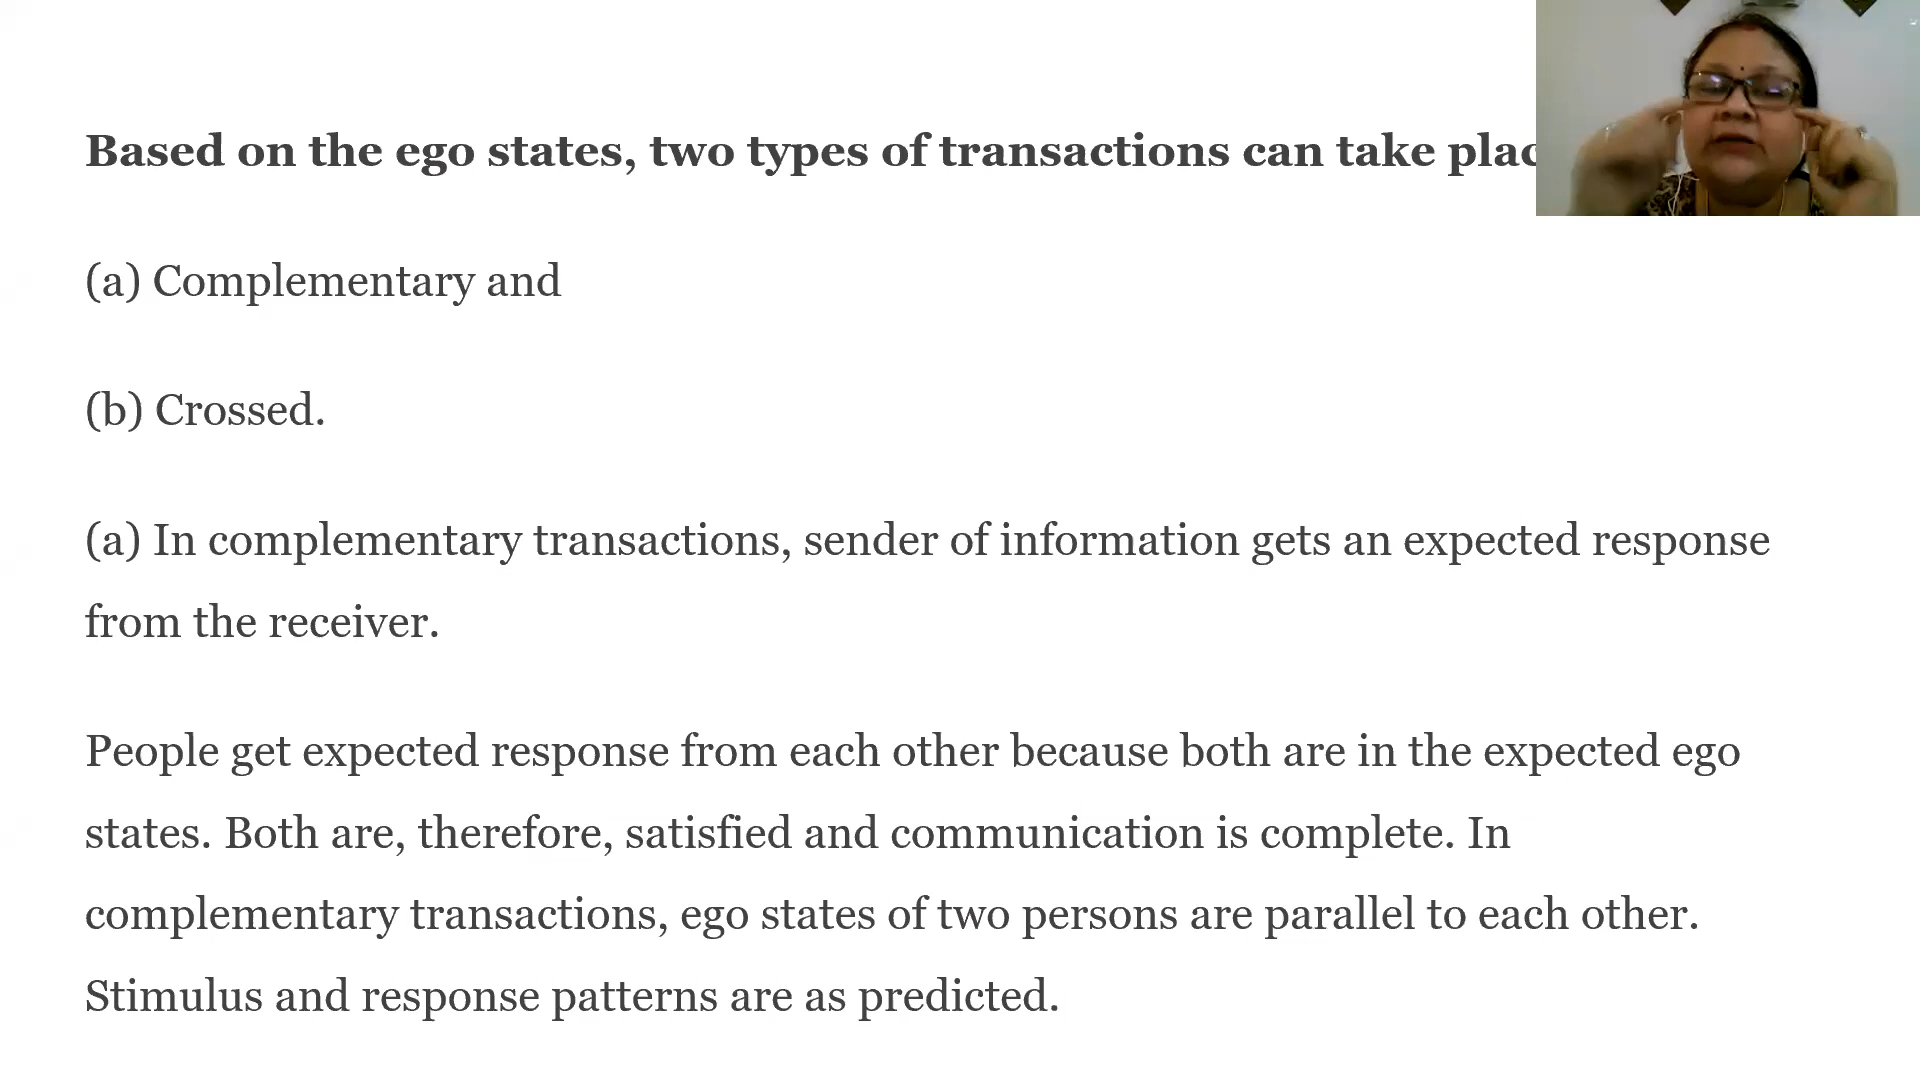 Based on the ego states, two types of transactions can take
(a) Complementary and
(b) Crossed.
(a) In complementary transactions, sender of information gets an expected response
from the receiver.
People get expected response from each other because both are in the expected ego
states. Both are, therefore, satisfied and communication is complete. In
complementary transactions, ego states of two persons are parallel to each other.
Stimulus and response patterns are as predicted.